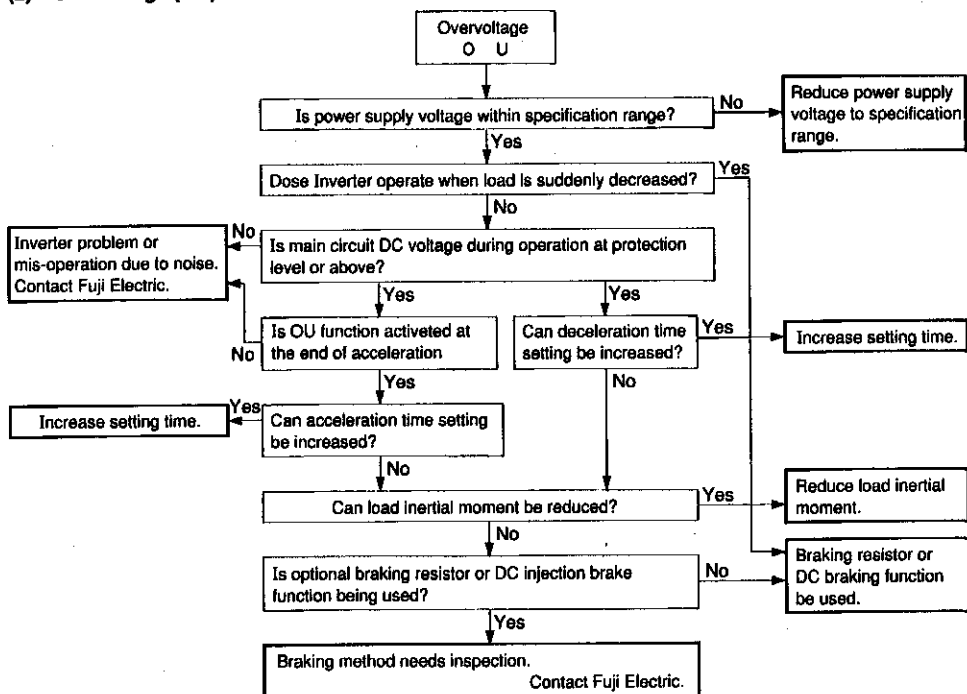 Overvoltage
O U
Is power supply voltage within specification range?
No
Reduce power supply
voltage to specification
range.
Yes
Dose Inverter operate when load is suddenly decreased?
Yes
No
Inverter problem or
mis-operation due to noise.
Contact Fuji Electric.
No
Is main circuit DC voltage during operation at protection
level or above?
Yes
Yes
No
Is OU function activeted at
the end of acceleration
Can deceleration time
setting be increased?
Yes
Increase setting time.
Yes
No
Increase setting time.
Yes
Can acceleration time setting
be increased?
No
Can load inertial moment be reduced?
Yes
Reduce load inertial
moment.
No
Is optional braking resistor or DC injection brake
function being used?
No
Braking resistor or
DC braking function
be used.
Yes
Braking method needs inspection.
Contact Fuji Electric.